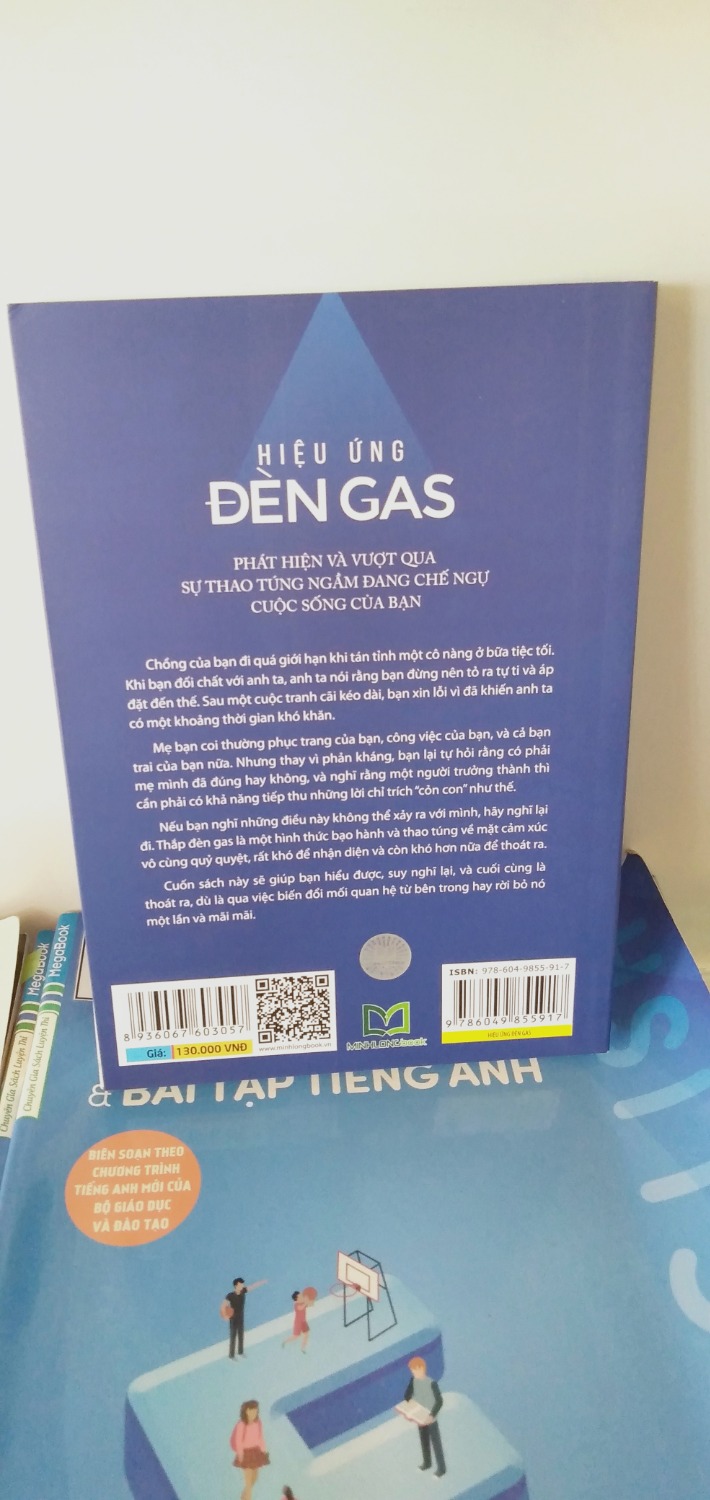 HIỆU ỨNG
ĐÈN GAS
PHÁT HIỆN VÀ VƯỢT QUA
SỰ THAO TÚNG NGẦM ĐANG CHẾ NGỰ
CUỘC SỐNG CỦA BẠN
Chồng của bạn đi quá giới hạn khi tán tỉnh một cô nàng ở bữa tiệc tối.
Khi bạn đối chất với anh ta, anh ta nói rằng bạn đừng nên tỏ ra tự ti và áp
đặt đến thế. Sau một cuộc tranh cãi kéo dài, bạn xin lỗi vì đã khiến anh ta
có một khoảng thời gian khó khăn.
Mẹ bạn coi thường phục trang của bạn, công việc của bạn, và cả bạn
trai của bạn nữa. Nhưng thay vì phản kháng, bạn lại tự hỏi rằng có phải
mẹ mình đã đúng hay không, và nghĩ rằng một người trưởng thành thì
cần phải có khả năng tiếp thu những lời chỉ trích "cỏn con" như thế.
Nếu bạn nghĩ những điều này không thể xảy ra với mình, hãy nghĩ lại
đi. Thắp đèn gas là một hình thức bạo hành và thao túng về mặt cảm xúc
vô cùng quỷ quyệt, rất khó để nhận diện và còn khó hơn nữa để thoát ra.
Cuốn sách này sẽ giúp bạn hiểu được, suy nghĩ lại, và cuối cùng là
thoát ra, dù là qua việc biến đổi mối quan hệ từ bên trong hay rời bỏ nó
một lần và mãi mãi.
8 936067 603057
Giá: 130.000 VNĐ
www.minhlongbook.vn
MINHLONGbook
ISBN: 978-604-9855-91-7
9 786049 855917
HIỆU ỨNG ĐÈN GAS
MegaBook
Chuyên Gia Sách Luyện Thi
MegaBook
Chuyên Gia Sách Luyện Thi
& BÀI TẬP TIẾNG ANH
BIÊN SOẠN THEO
CHƯƠNG TRÌNH
TIẾNG ANH MỚI CỦA
BỘ GIÁO DỤC
VÀ ĐÀO TẠO